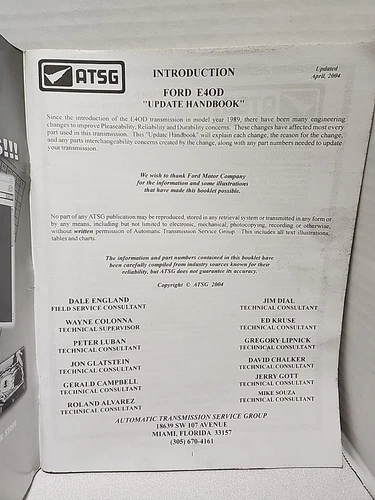 ATSG
INTRODUCTION
Updated
April, 2004
FORD E4OD
"UPDATE HANDBOOK"
Since the introduction of the E4OD transmission in model year 1989, there have been many engineering
changes to improve Pleaseability, Reliability and Durability concerns. These changes have affected most every
part used in this transmission. This "Update Handbook" will explain each change, the reason for the change,
and any parts interchangeability concerns created by the change, along with any part numbers needed to update
your transmission.
We wish to thank Ford Motor Company
for the information and some illustrations
that have made this booklet possible.
No part of any ATSG publication may be reproduced, stored in any retrieval system or transmitted in any form or
by any means, including but not limited to electronic, mechanical, photocopying, recording or otherwise,
without written permission of Automatic Transmission Service Group. This includes all text illustrations,
tables and charts.
The information and part numbers contained in this booklet have
been carefully compiled from industry sources known for their
reliability, but ATSG does not guarantee its accuracy.
Copyright © ATSG 2004
DALE ENGLAND
FIELD SERVICE CONSULTANT
WAYNE COLONNA
TECHNICAL SUPERVISOR
PETER LUBAN
TECHNICAL CONSULTANT
JON GLATSTEIN
TECHNICAL CONSULTANT
GERALD CAMPBELL
TECHNICAL CONSULTANT
ROLAND ALVAREZ
TECHNICAL CONSULTANT
JIM DIAL
TECHNICAL CONSULTANT
ED KRUSE
TECHNICAL CONSULTANT
GREGORY LIPNICK
TECHNICAL CONSULTANT
DAVID CHALKER
TECHNICAL CONSULTANT
JERRY GOTT
TECHNICAL CONSULTANT
MIKE SOUZA
TECHNICAL CONSULTANT
AUTOMATIC TRANSMISSION SERVICE GROUP
18639 SW 107 AVENUE
MIAMI, FLORIDA 33157
(305) 670-4161
1